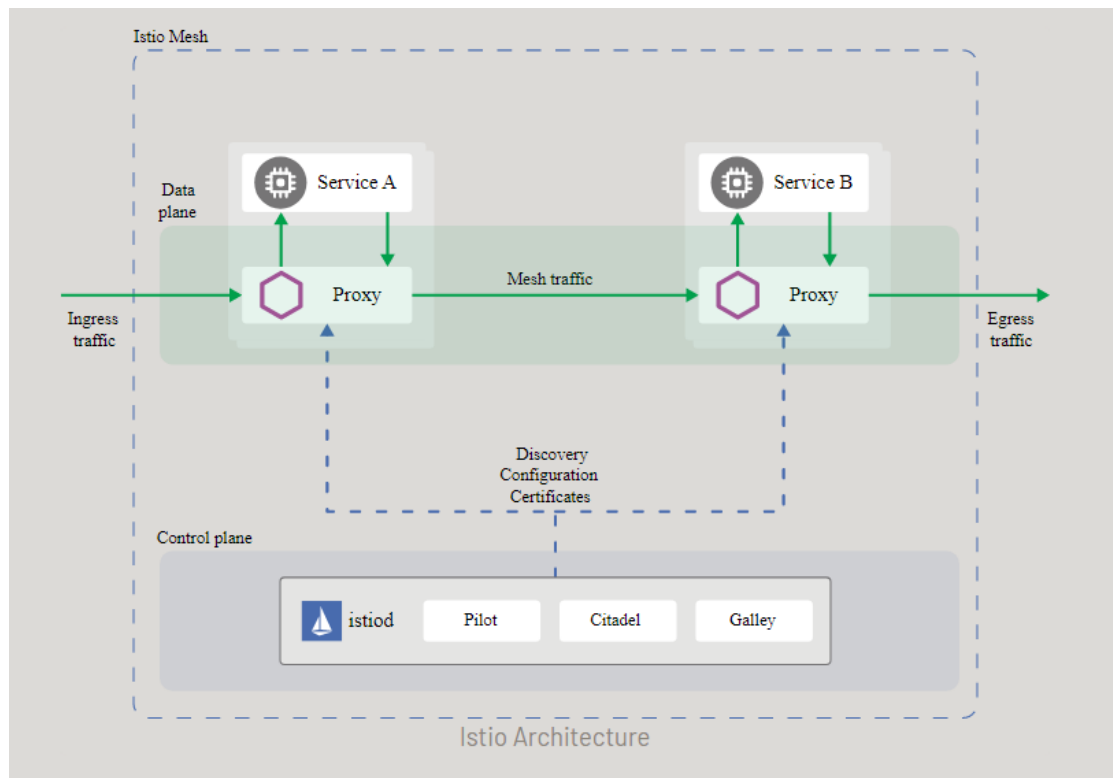 Istio Mesh
Data
plane
Service A
Service B
Proxy
Mesh traffic
Proxy
Ingress
traffic
Egress
traffic
Discovery
Configuration
Certificates
Control plane
istiod
Pilot
Citadel
Galley
Istio Architecture